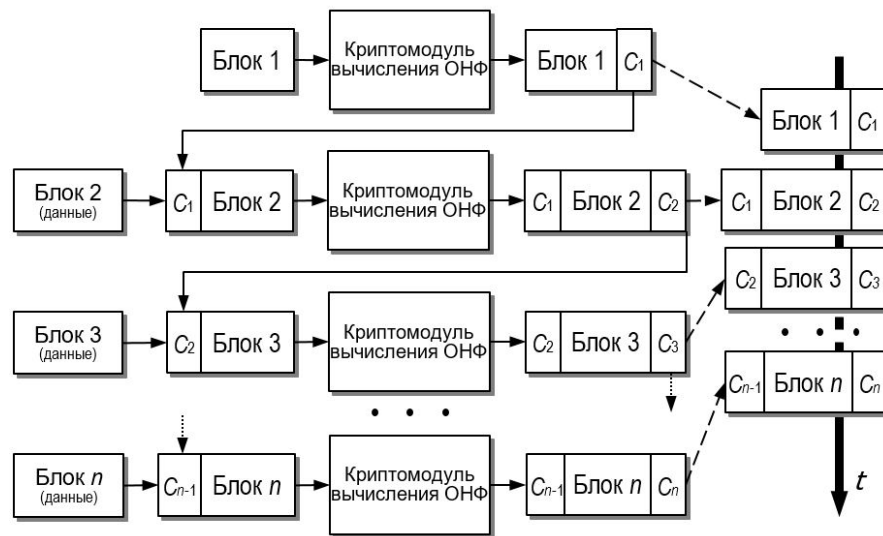 Блок 1
Криптомодуль
вычисления ОНФ
Блок 1 C₁
Блок 1 C₁
Блок 2
(данные)
C₁ Блок 2
Криптомодуль
вычисления ОНФ
C₁ Блок 2 C₂
C₁ Блок 2 C₂
Блок 3
(данные)
C₂ Блок 3
Криптомодуль
вычисления ОНФ
C₂ Блок 3 C₃
C₂ Блок 3 C₃
• • •
• • •
Блок n
(данные)
Cₙ₋₁ Блок n
Криптомодуль
вычисления ОНФ
Cₙ₋₁ Блок n Cₙ
Cₙ₋₁ Блок n Cₙ
t